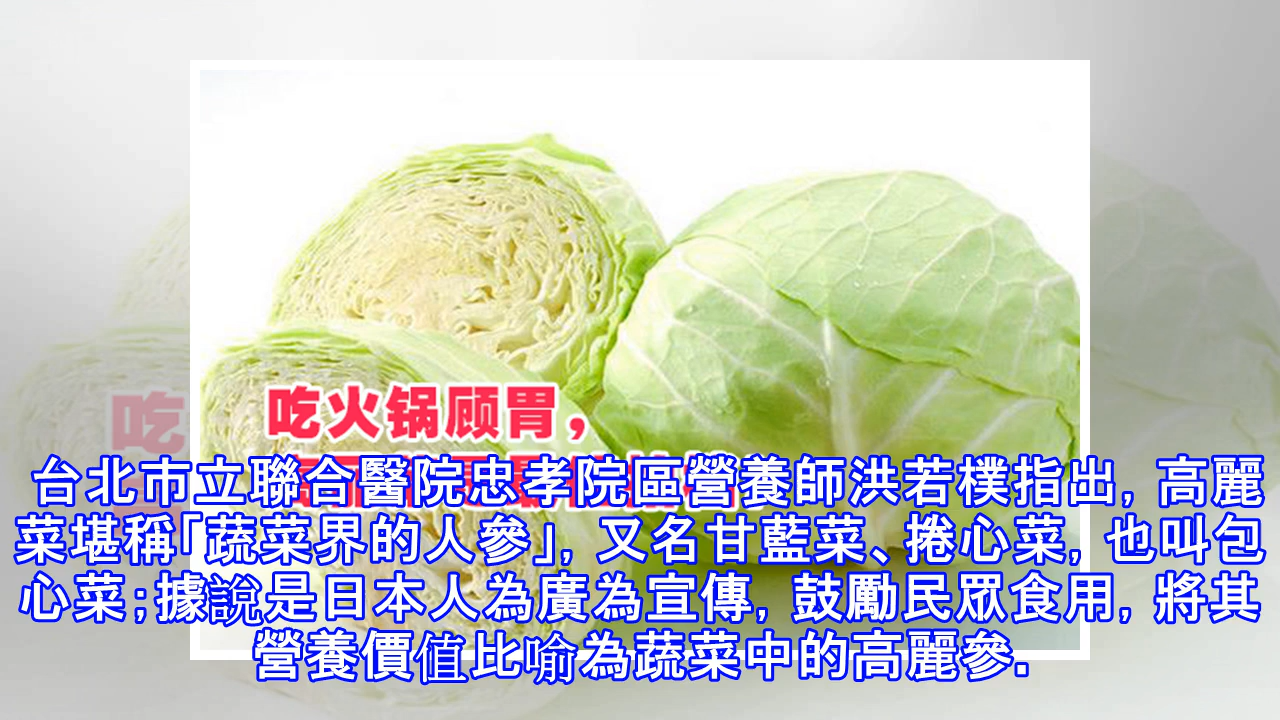 吃火锅顾胃，
台北市立聯合醫院忠孝院區營養師洪若樸指出, 高麗
菜堪稱「蔬菜界的人參」, 又名甘藍菜、捲心菜, 也叫包
心菜;據說是日本人為廣為宣傳, 鼓勵民眾食用, 將其
營養價值比喻為蔬菜中的高麗參.